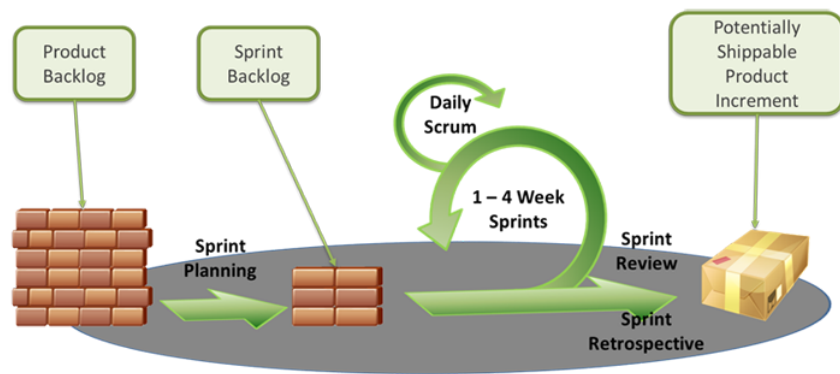 Product
Backlog
Sprint
Backlog
Potentially
Shippable
Product
Increment
Daily
Scrum
1 – 4 Week
Sprints
Sprint
Planning
Sprint
Review
Sprint
Retrospective